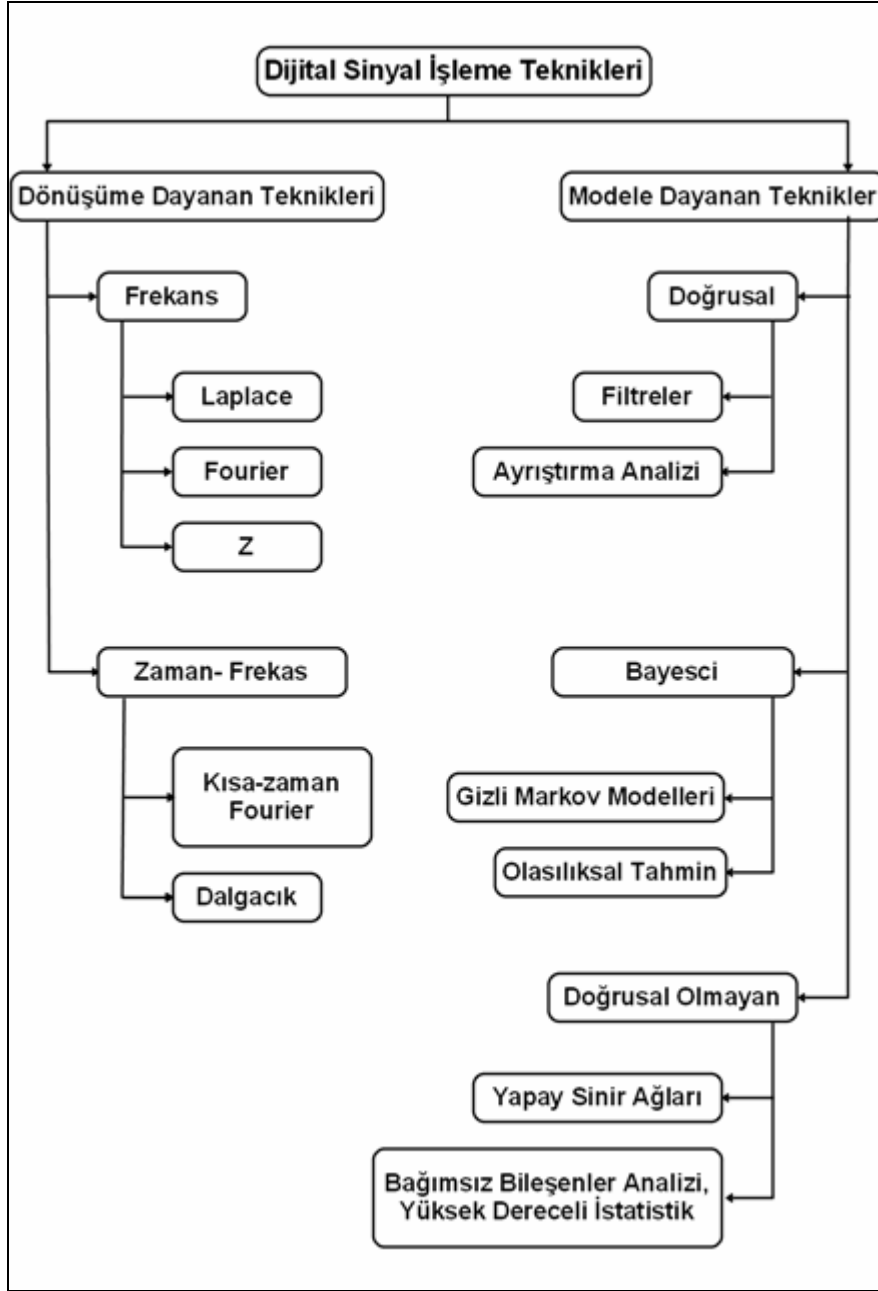 Dijital Sinyal İşleme Teknikleri
Dönüşüme Dayanan Teknikleri
Frekans
Laplace
Fourier
Z
Zaman- Frekas
Kısa-zaman
Fourier
Dalgacık
Modele Dayanan Teknikler
Doğrusal
Filtreler
Ayrıştırma Analizi
Bayesci
Gizli Markov Modelleri
Olasılıksal Tahmin
Doğrusal Olmayan
Yapay Sinir Ağları
Bağımsız Bileşenler Analizi,
Yüksek Dereceli İstatistik